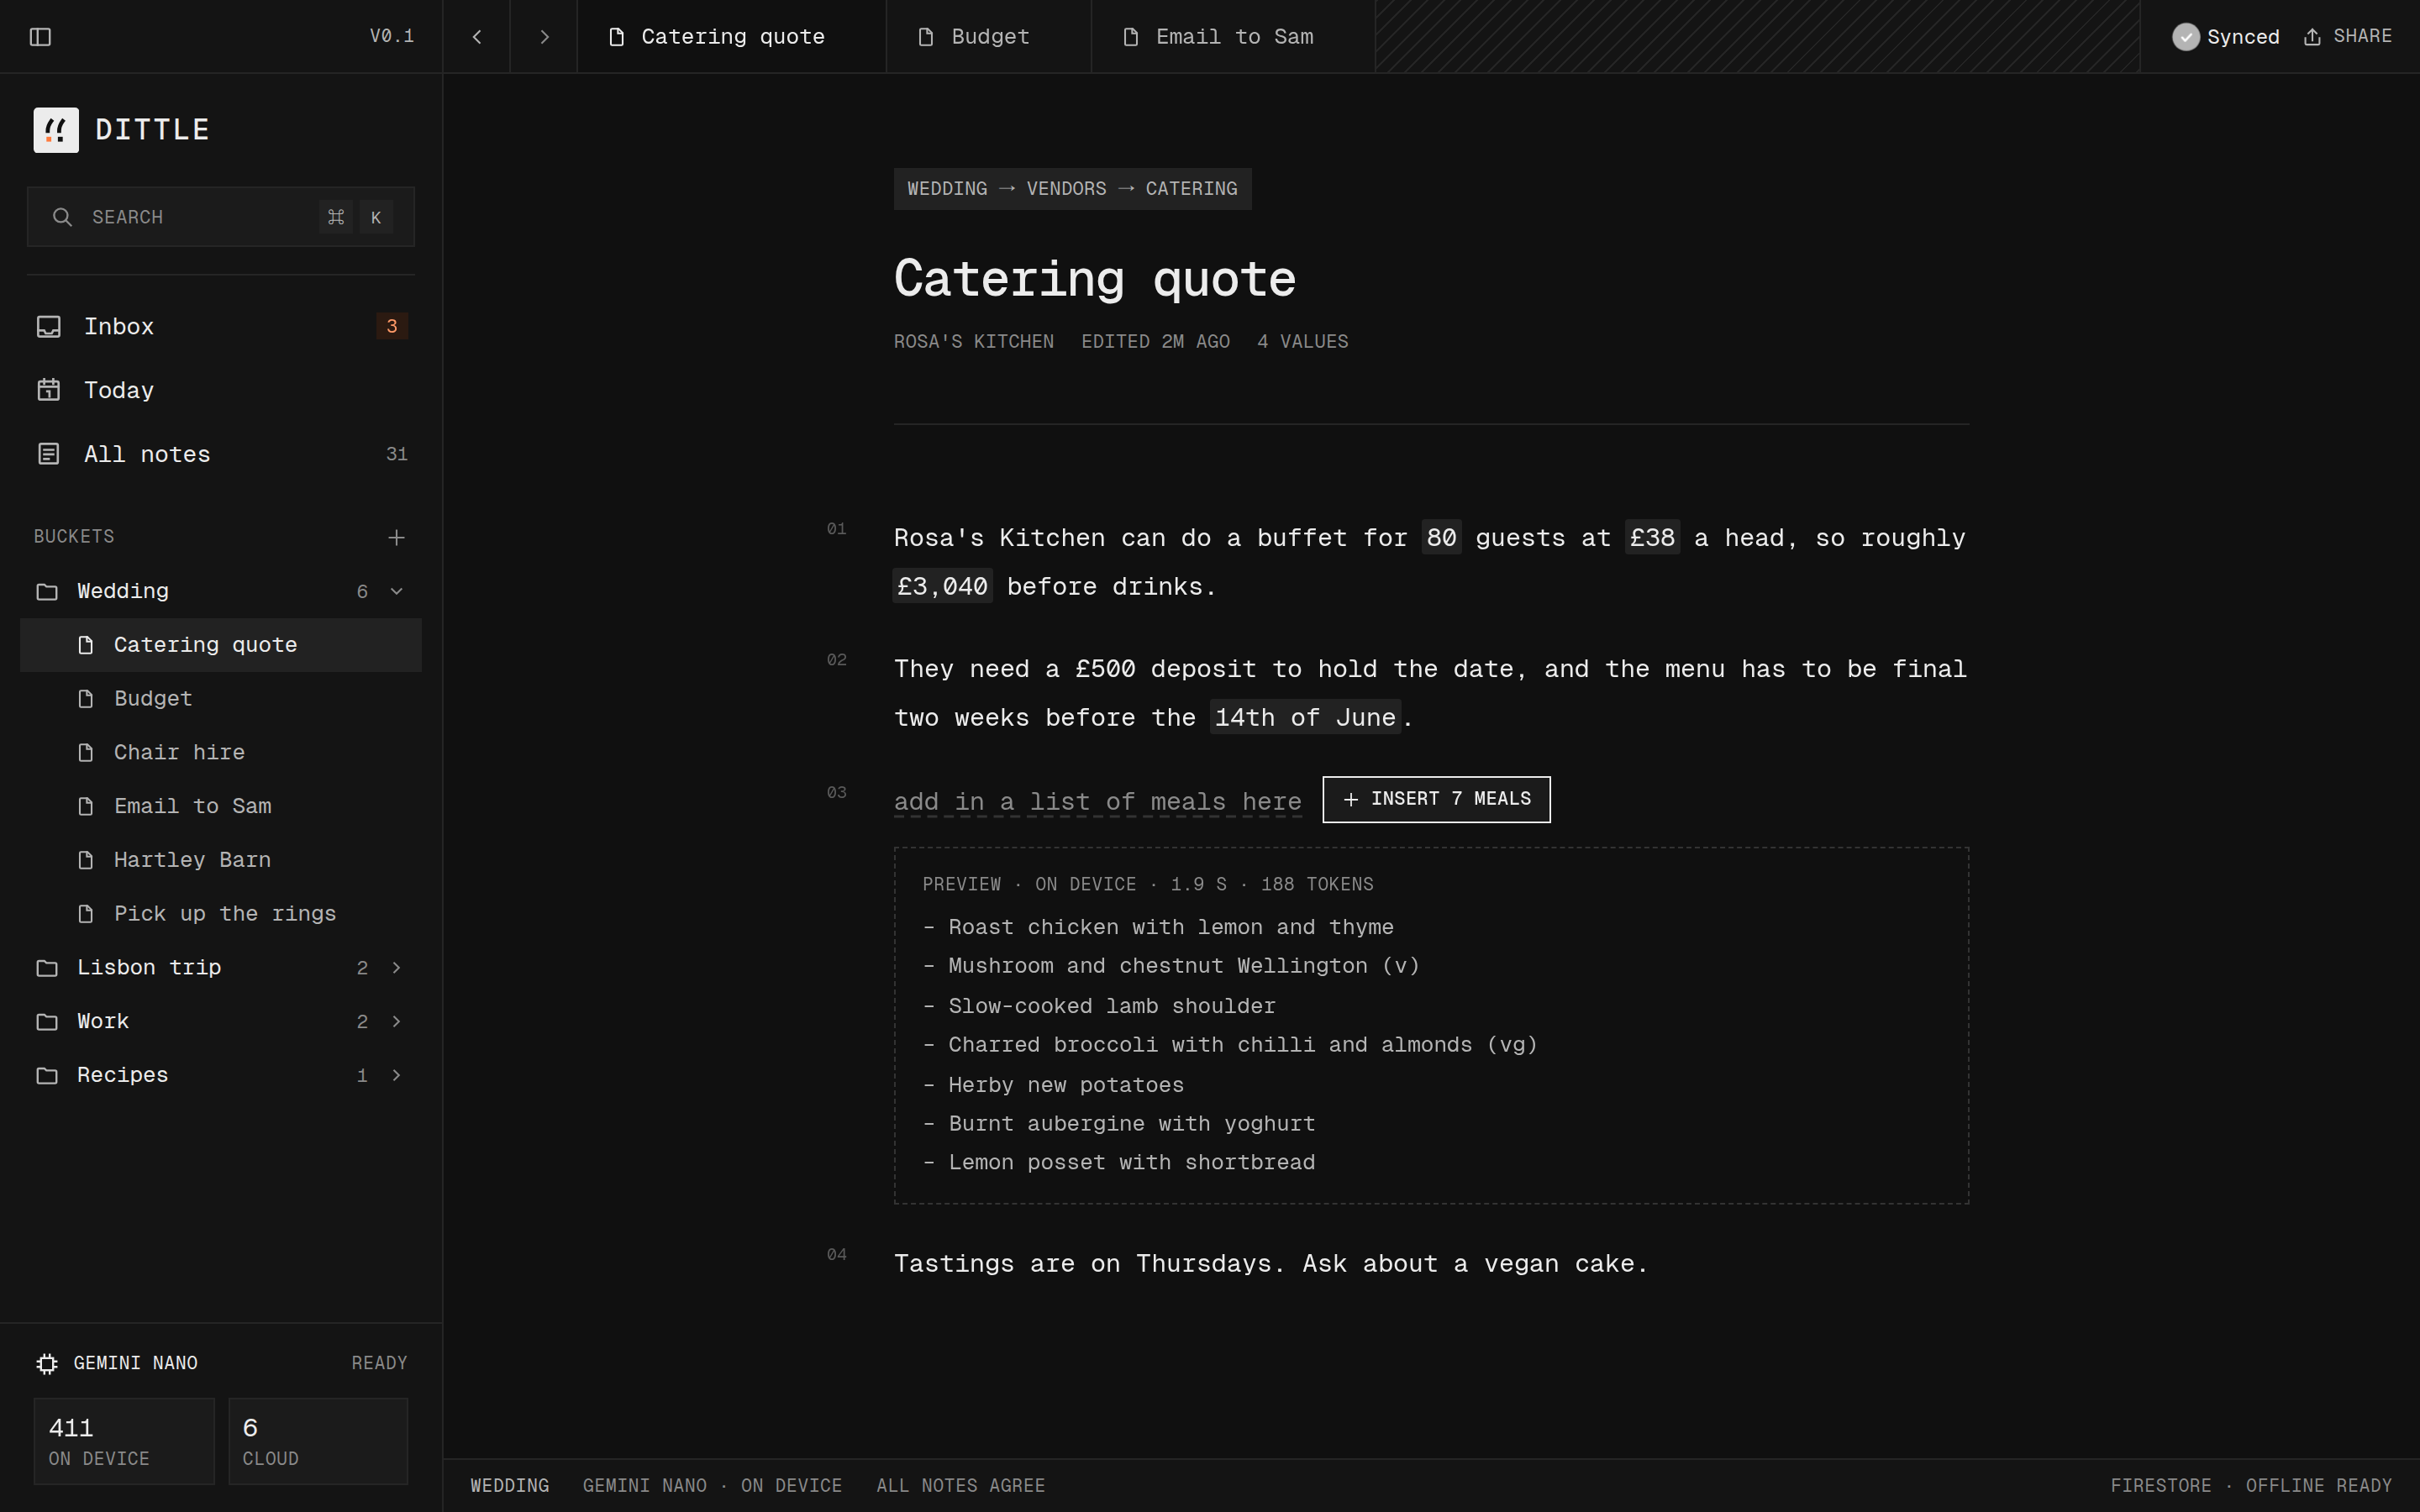 V0.1
Catering quote
Budget
Email to Sam
Synced
SHARE
DITTLE
SEARCH ⌘ K
Inbox 3
Today
All notes 31
BUCKETS
Wedding 6
Catering quote
Budget
Chair hire
Email to Sam
Hartley Barn
Pick up the rings
Lisbon trip 2
Work 2
Recipes 1
GEMINI NANO READY
411
ON DEVICE
6
CLOUD
WEDDING → VENDORS → CATERING
Catering quote
ROSA'S KITCHEN EDITED 2M AGO 4 VALUES
01
Rosa's Kitchen can do a buffet for 80 guests at £38 a head, so roughly
£3,040 before drinks.
02
They need a £500 deposit to hold the date, and the menu has to be final
two weeks before the 14th of June.
03
add in a list of meals here
+ INSERT 7 MEALS
PREVIEW · ON DEVICE · 1.9 S · 188 TOKENS
– Roast chicken with lemon and thyme
– Mushroom and chestnut Wellington (v)
– Slow-cooked lamb shoulder
– Charred broccoli with chilli and almonds (vg)
– Herby new potatoes
– Burnt aubergine with yoghurt
– Lemon posset with shortbread
04
Tastings are on Thursdays. Ask about a vegan cake.
WEDDING GEMINI NANO · ON DEVICE ALL NOTES AGREE
FIRESTORE · OFFLINE READY